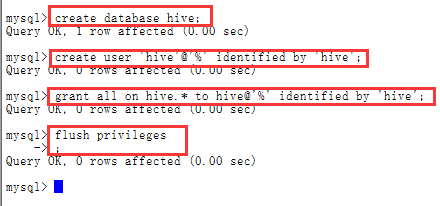 mysql> create database hive;
Query OK, 1 row affected (0.00 sec)
mysql> create user 'hive'@'%' identified by 'hive';
Query OK, 0 rows affected (0.00 sec)
mysql> grant all on hive.* to hive@'%' identified by 'hive';
Query OK, 0 rows affected (0.00 sec)
mysql> flush privileges
-> ;
Query OK, 0 rows affected (0.00 sec)
mysql>